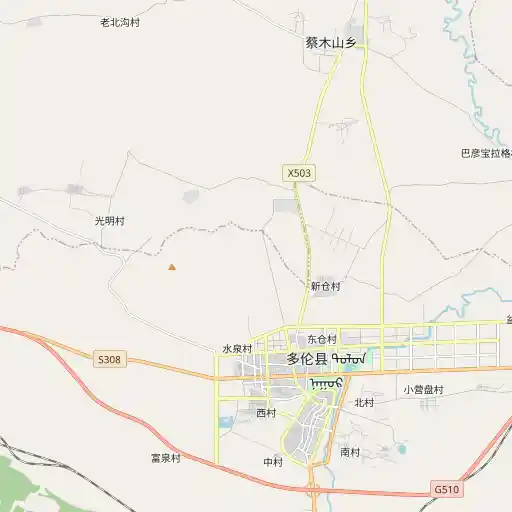 老北沟村
蔡木山乡
巴彦宝拉格
X503
光明村
新仓村
东仓村
水泉村
多伦县
S308
小营盘村
北村
西村
南村
富泉村
中村
G510